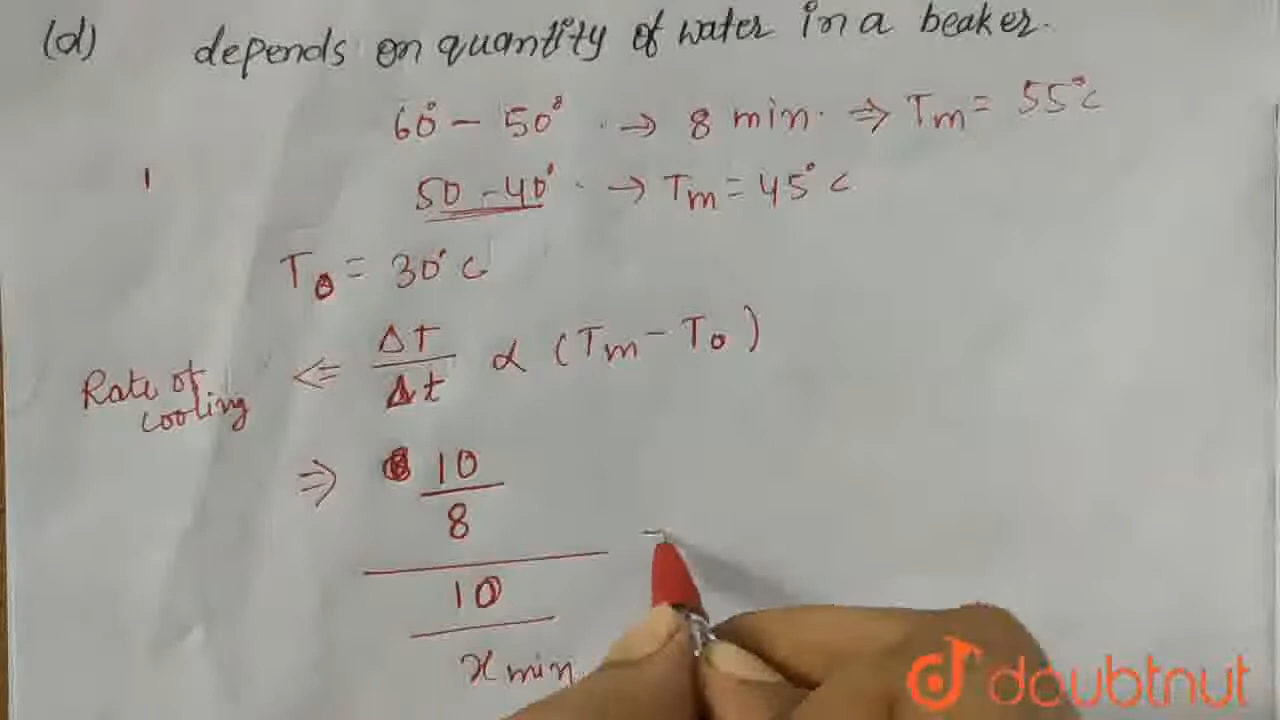 (d) depends on quantity of water in a beaker.
60° - 50° → 8 min. ⇒ Tm = 55°C
50 - 40° → Tm = 45°C
T0 = 30°C
Rate of cooling ⇐ ΔT/Δt ∝ (Tm - T0)
⇒ 10
8
10
x min
doubtnut